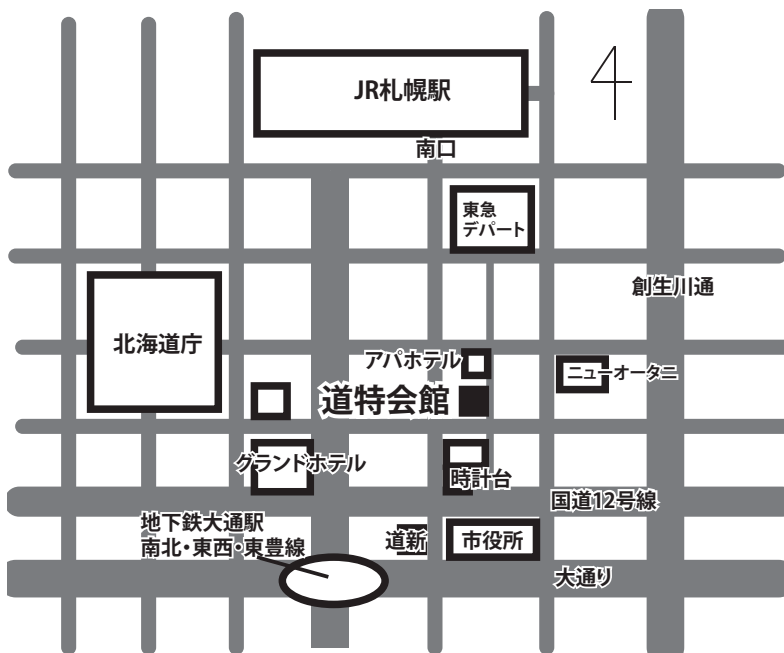 JR札幌駅
南口
東急
デパート
創生川通
北海道庁
アパホテル
ニューオータニ
道特会館
グランドホテル
時計台
国道12号線
地下鉄大通駅
南北・東西・東豊線
道新
市役所
大通り